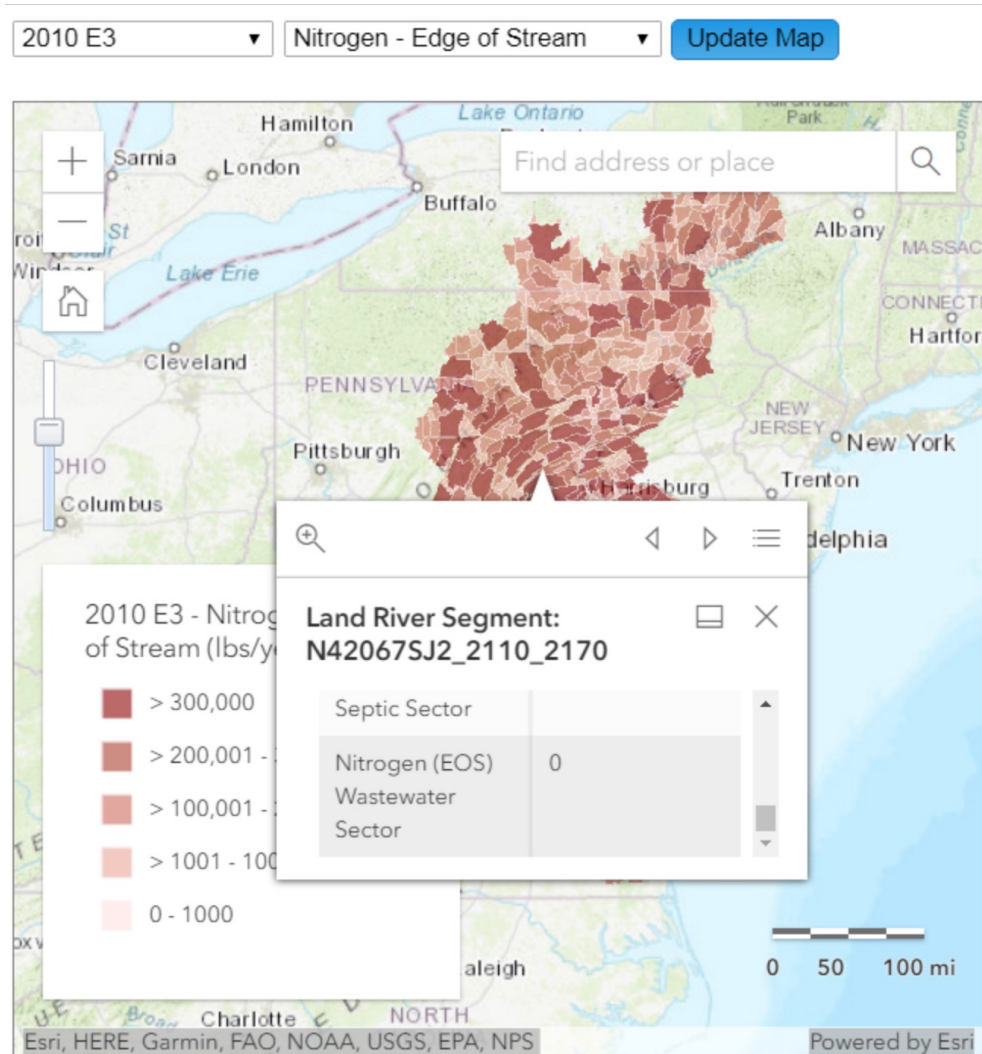 2010 E3
Nitrogen - Edge of Stream
Update Map
Lake Ontario
Park
Hamilton
Sarnia
London
Find address or place
Buffalo
Albany
MASSAC
St
Lake Erie
CONNECTI
Hartfor
Cleveland
PENNSYLVA
NEW
JERSEY
New York
Pittsburgh
OHIO
Harrisburg
Trenton
Columbus
delphia
2010 E3 - Nitrog
of Stream (lbs/y
> 300,000
> 200,001 -
> 100,001 -
> 1001 - 100
0 - 1000
Land River Segment:
N42067SJ2_2110_2170
Septic Sector
Nitrogen (EOS) 0
Wastewater
Sector
aleigh
0 50 100 mi
Broad
Charlotte
NORTH
Esri, HERE, Garmin, FAO, NOAA, USGS, EPA, NPS
Powered by Esri